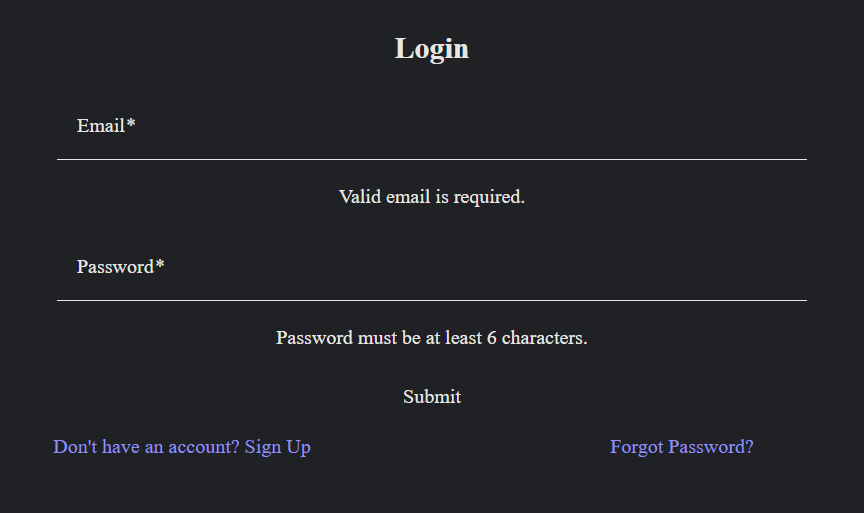 Login
Email*
Valid email is required.
Password*
Password must be at least 6 characters.
Submit
Don't have an account? Sign Up
Forgot Password?